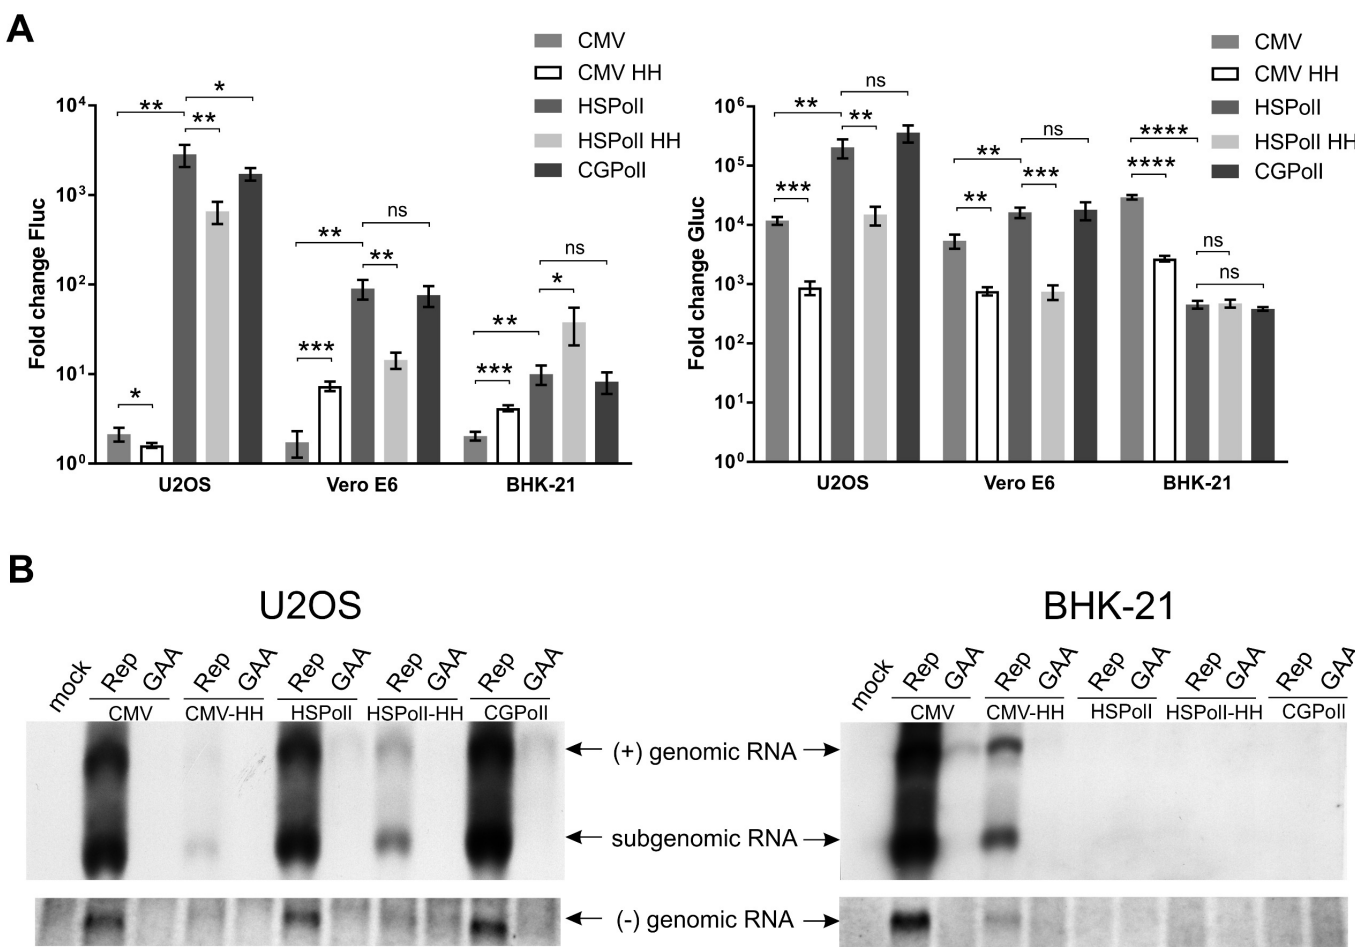 A
CMV
CMV HH
HSPolI
HSPolI HH
CGPolI
Fold change Fluc
10⁴
10³
10²
10¹
10⁰
**
**
*
*
**
**
ns
***
**
*
ns
***
U2OS
Vero E6
BHK-21
CMV
CMV HH
HSPolI
HSPolI HH
CGPolI
Fold change Gluc
10⁶
10⁵
10⁴
10³
10²
10¹
10⁰
**
**
ns
***
**
***
ns
**
****
****
ns
ns
U2OS
Vero E6
BHK-21
B
U2OS
mock Rep GAA Rep GAA Rep GAA Rep GAA Rep GAA
CMV CMV-HH HSPolI HSPolI-HH CGPolI
BHK-21
mock Rep GAA Rep GAA Rep GAA Rep GAA Rep GAA
CMV CMV-HH HSPolI HSPolI-HH CGPolI
(+) genomic RNA
subgenomic RNA
(-) genomic RNA